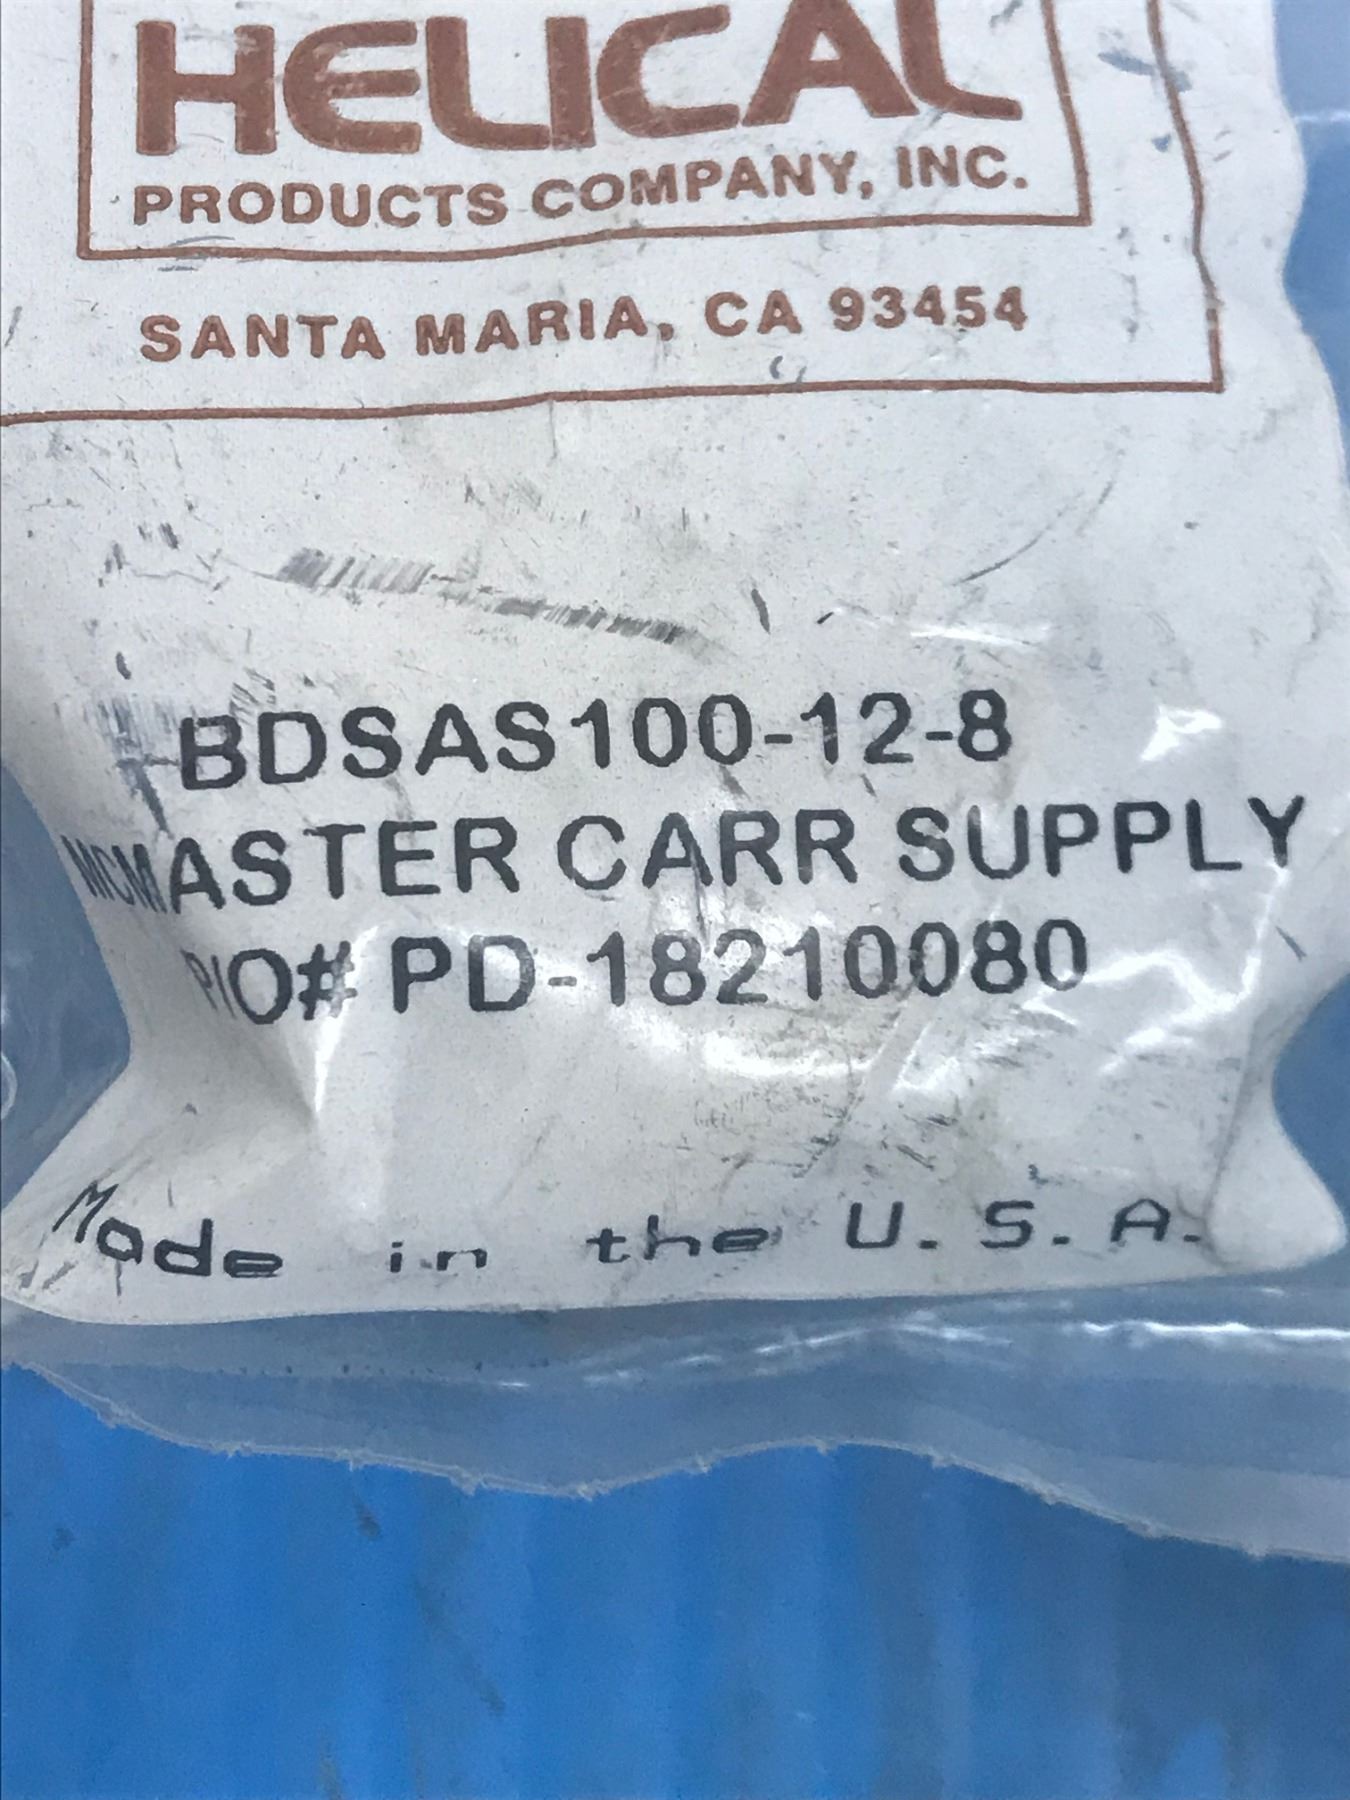 HELICAL
PRODUCTS COMPANY, INC.
SANTA MARIA, CA 93454
BDSAS100-12-8
MCMASTER CARR SUPPLY
P/O# PD-18210080
Made in the U.S.A.